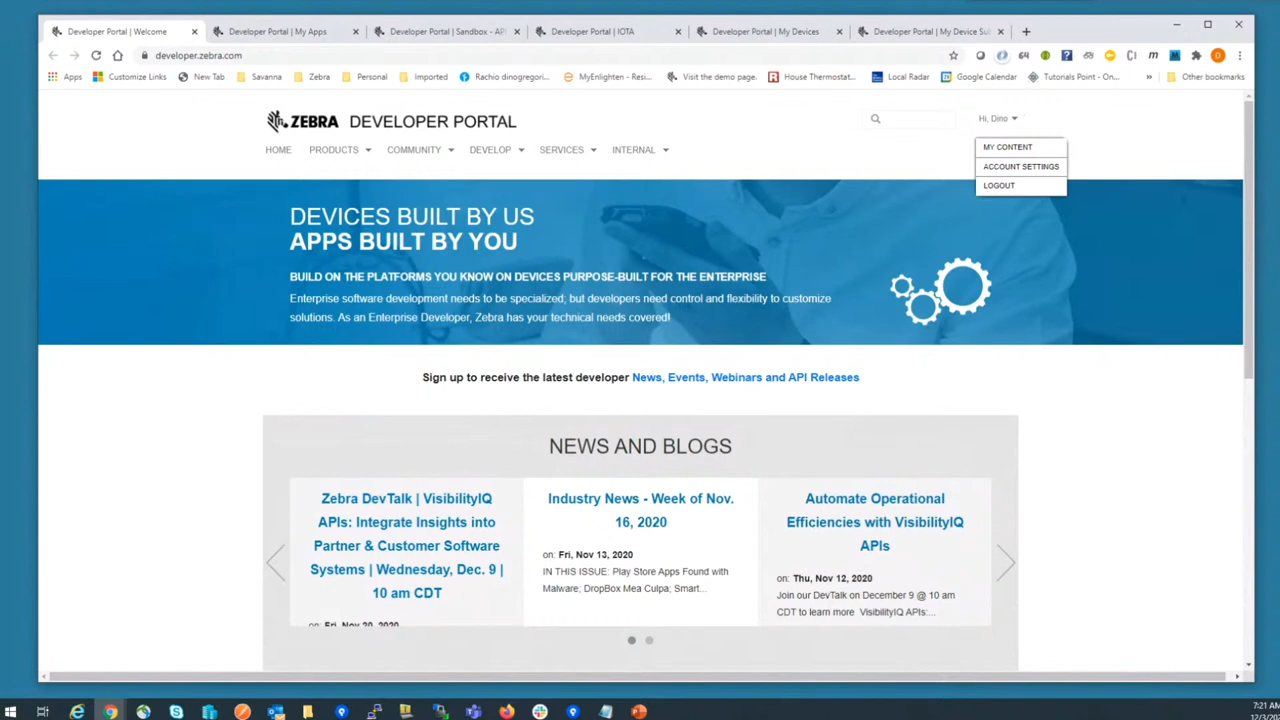 Developer Portal | Welcome
Developer Portal | My Apps
Developer Portal | Sandbox - API
Developer Portal | IOTA
Developer Portal | My Devices
Developer Portal | My Device Su
developer.zebra.com
Apps
Customize Links
New Tab
Savanna
Zebra
Personal
Imported
Rachio dinogregori...
MyEnlighten - Resi...
Visit the demo page.
House Thermostat...
Local Radar
Google Calendar
Tutorials Point - On...
»
Other bookmarks
ZEBRA DEVELOPER PORTAL
Hi, Dino
HOME
PRODUCTS
COMMUNITY
DEVELOP
SERVICES
INTERNAL
MY CONTENT
ACCOUNT SETTINGS
LOGOUT
DEVICES BUILT BY US
APPS BUILT BY YOU
BUILD ON THE PLATFORMS YOU KNOW ON DEVICES PURPOSE-BUILT FOR THE ENTERPRISE
Enterprise software development needs to be specialized; but developers need control and flexibility to customize
solutions. As an Enterprise Developer, Zebra has your technical needs covered!
Sign up to receive the latest developer News, Events, Webinars and API Releases
NEWS AND BLOGS
Zebra DevTalk | VisibilityIQ
APIs: Integrate Insights into
Partner & Customer Software
Systems | Wednesday, Dec. 9 |
10 am CDT
on: Fri, Nov 20, 2020
Industry News - Week of Nov.
16, 2020
on: Fri, Nov 13, 2020
IN THIS ISSUE: Play Store Apps Found with
Malware; DropBox Mea Culpa; Smart...
Automate Operational
Efficiencies with VisibilityIQ
APIs
on: Thu, Nov 12, 2020
Join our DevTalk on December 9 @ 10 am
CDT to learn more VisibilityIQ APIs:...
7:21 AM